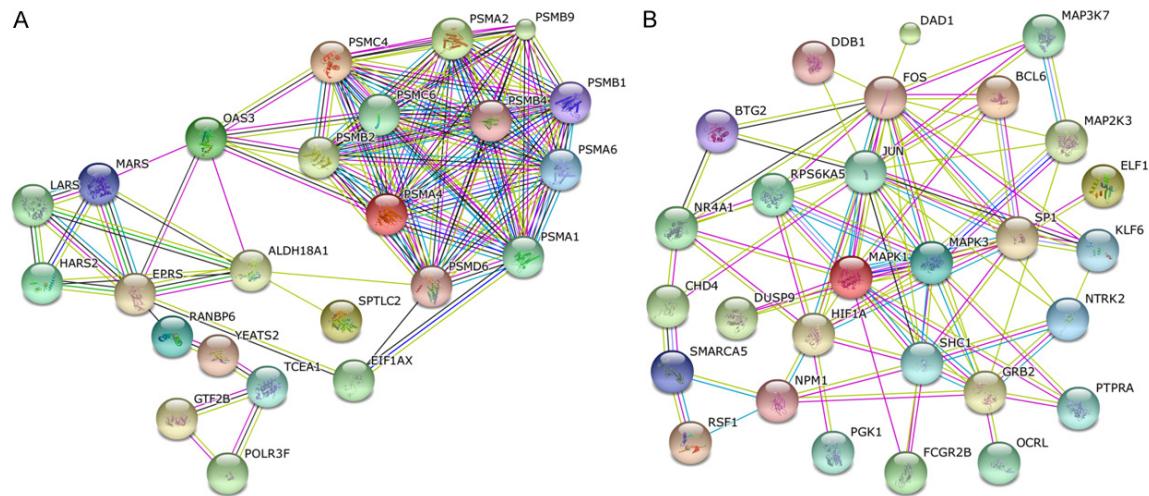 A
PSMA2
PSMB9
PSMC4
PSMB1
PSMC6
PSMB4
OAS3
PSMB2
PSMA6
MARS
LARS
PSMA4
PSMA1
ALDH18A1
HARS2
EPRS
PSMD6
SPTLC2
RANBP6
YEATS2
TCEA1
EIF1AX
GTF2B
POLR3F
B
DAD1
MAP3K7
DDB1
FOS
BCL6
BTG2
MAP2K3
JUN
ELF1
RPS6KA5
NR4A1
SP1
KLF6
MAPK3
MAPK1
CHD4
DUSP9
NTRK2
HIF1A
SHC1
SMARCA5
GRB2
NPM1
PTPRA
RSF1
PGK1
FCGR2B
OCRL